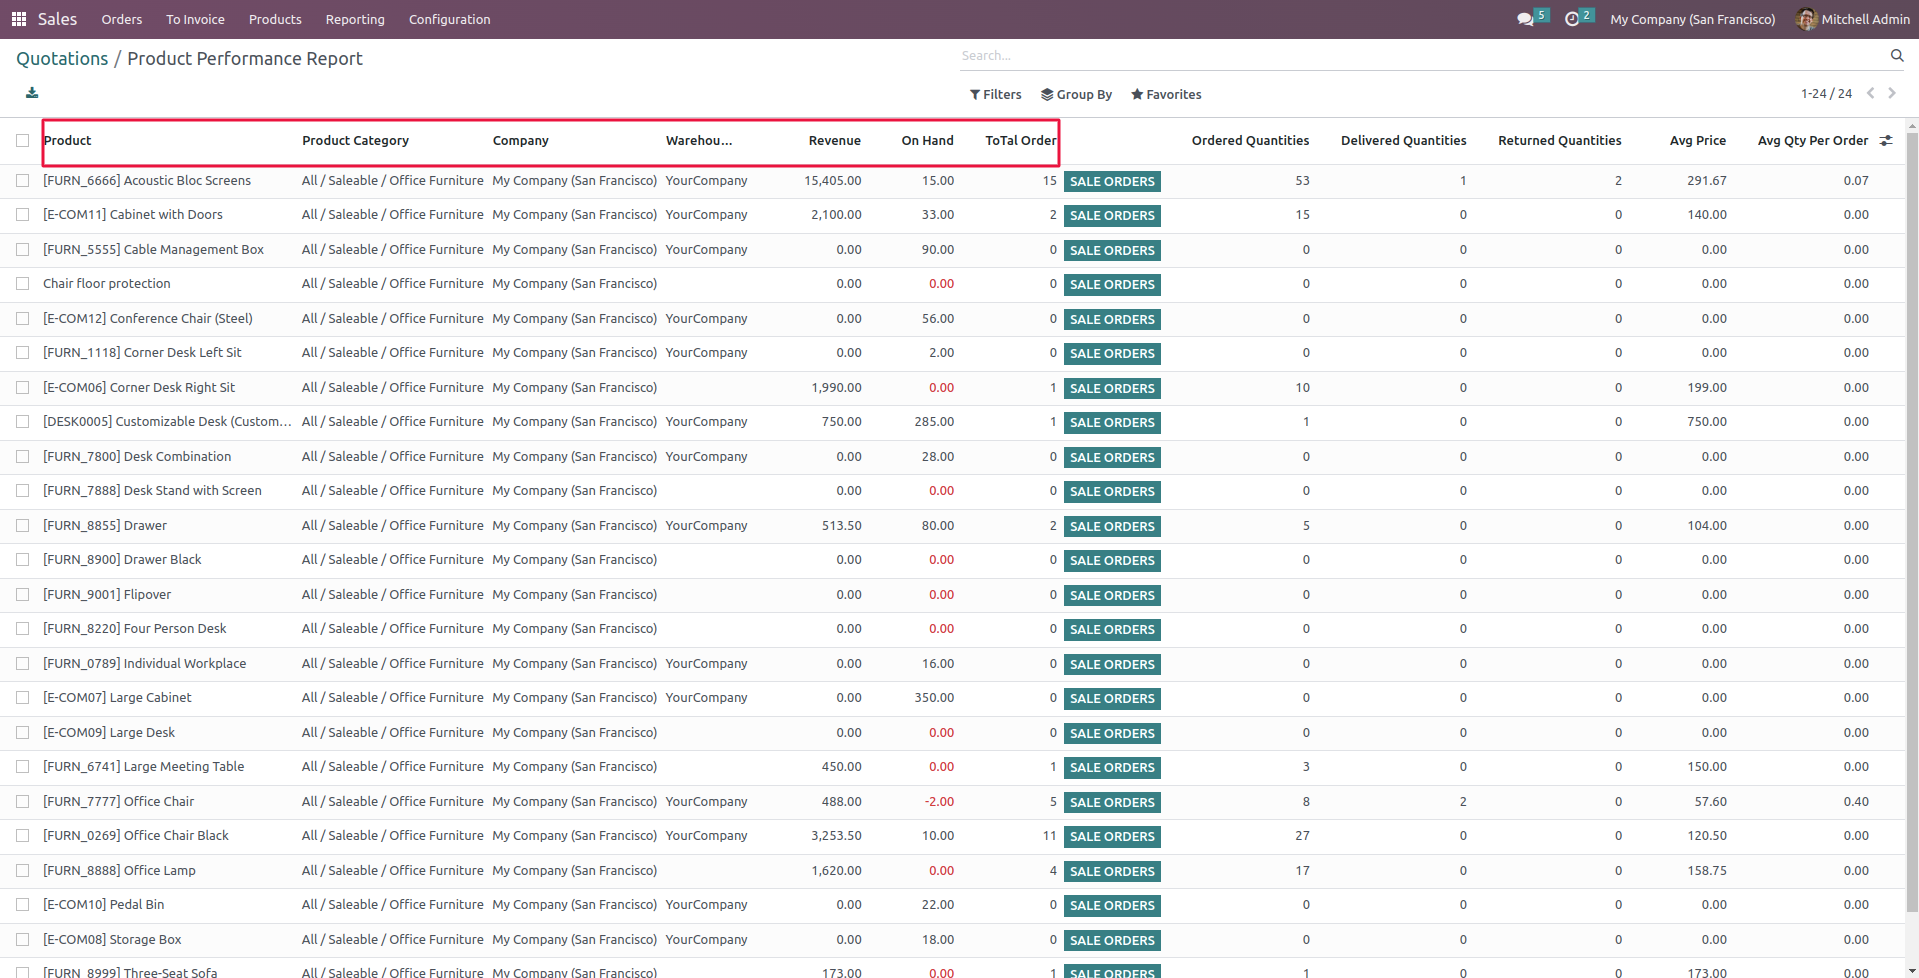 Sales Orders To Invoice Products Reporting Configuration 5 2 My Company (San Francisco) Mitchell Admin
Quotations / Product Performance Report Search...
Filters Group By Favorites 1-24 / 24
Product Product Category Company Warehou... Revenue On Hand ToTal Order Ordered Quantities Delivered Quantities Returned Quantities Avg Price Avg Qty Per Order
[FURN_6666] Acoustic Bloc Screens All / Saleable / Office Furniture My Company (San Francisco) YourCompany 15,405.00 15.00 15 SALE ORDERS 53 1 2 291.67 0.07
[E-COM11] Cabinet with Doors All / Saleable / Office Furniture My Company (San Francisco) YourCompany 2,100.00 33.00 2 SALE ORDERS 15 0 0 140.00 0.00
[FURN_5555] Cable Management Box All / Saleable / Office Furniture My Company (San Francisco) YourCompany 0.00 90.00 0 SALE ORDERS 0 0 0 0.00 0.00
Chair floor protection All / Saleable / Office Furniture My Company (San Francisco) 0.00 0.00 0 SALE ORDERS 0 0 0 0.00 0.00
[E-COM12] Conference Chair (Steel) All / Saleable / Office Furniture My Company (San Francisco) YourCompany 0.00 56.00 0 SALE ORDERS 0 0 0 0.00 0.00
[FURN_1118] Corner Desk Left Sit All / Saleable / Office Furniture My Company (San Francisco) YourCompany 0.00 2.00 0 SALE ORDERS 0 0 0 0.00 0.00
[E-COM06] Corner Desk Right Sit All / Saleable / Office Furniture My Company (San Francisco) 1,990.00 0.00 1 SALE ORDERS 10 0 0 199.00 0.00
[DESK0005] Customizable Desk (Custom... All / Saleable / Office Furniture My Company (San Francisco) YourCompany 750.00 285.00 1 SALE ORDERS 1 0 0 750.00 0.00
[FURN_7800] Desk Combination All / Saleable / Office Furniture My Company (San Francisco) YourCompany 0.00 28.00 0 SALE ORDERS 0 0 0 0.00 0.00
[FURN_7888] Desk Stand with Screen All / Saleable / Office Furniture My Company (San Francisco) 0.00 0.00 0 SALE ORDERS 0 0 0 0.00 0.00
[FURN_8855] Drawer All / Saleable / Office Furniture My Company (San Francisco) YourCompany 513.50 80.00 2 SALE ORDERS 5 0 0 104.00 0.00
[FURN_8900] Drawer Black All / Saleable / Office Furniture My Company (San Francisco) 0.00 0.00 0 SALE ORDERS 0 0 0 0.00 0.00
[FURN_9001] Flipover All / Saleable / Office Furniture My Company (San Francisco) 0.00 0.00 0 SALE ORDERS 0 0 0 0.00 0.00
[FURN_8220] Four Person Desk All / Saleable / Office Furniture My Company (San Francisco) 0.00 0.00 0 SALE ORDERS 0 0 0 0.00 0.00
[FURN_0789] Individual Workplace All / Saleable / Office Furniture My Company (San Francisco) YourCompany 0.00 16.00 0 SALE ORDERS 0 0 0 0.00 0.00
[E-COM07] Large Cabinet All / Saleable / Office Furniture My Company (San Francisco) YourCompany 0.00 350.00 0 SALE ORDERS 0 0 0 0.00 0.00
[E-COM09] Large Desk All / Saleable / Office Furniture My Company (San Francisco) 0.00 0.00 0 SALE ORDERS 0 0 0 0.00 0.00
[FURN_6741] Large Meeting Table All / Saleable / Office Furniture My Company (San Francisco) 450.00 0.00 1 SALE ORDERS 3 0 0 150.00 0.00
[FURN_7777] Office Chair All / Saleable / Office Furniture My Company (San Francisco) YourCompany 488.00 -2.00 5 SALE ORDERS 8 2 0 57.60 0.40
[FURN_0269] Office Chair Black All / Saleable / Office Furniture My Company (San Francisco) YourCompany 3,253.50 10.00 11 SALE ORDERS 27 0 0 120.50 0.00
[FURN_8888] Office Lamp All / Saleable / Office Furniture My Company (San Francisco) 1,620.00 0.00 4 SALE ORDERS 17 0 0 158.75 0.00
[E-COM10] Pedal Bin All / Saleable / Office Furniture My Company (San Francisco) YourCompany 0.00 22.00 0 SALE ORDERS 0 0 0 0.00 0.00
[E-COM08] Storage Box All / Saleable / Office Furniture My Company (San Francisco) YourCompany 0.00 18.00 0 SALE ORDERS 0 0 0 0.00 0.00
[FURN_8999] Three-Seat Sofa All / Saleable / Office Furniture My Company (San Francisco) 173.00 0.00 1 SALE ORDERS 1 0 0 173.00 0.00